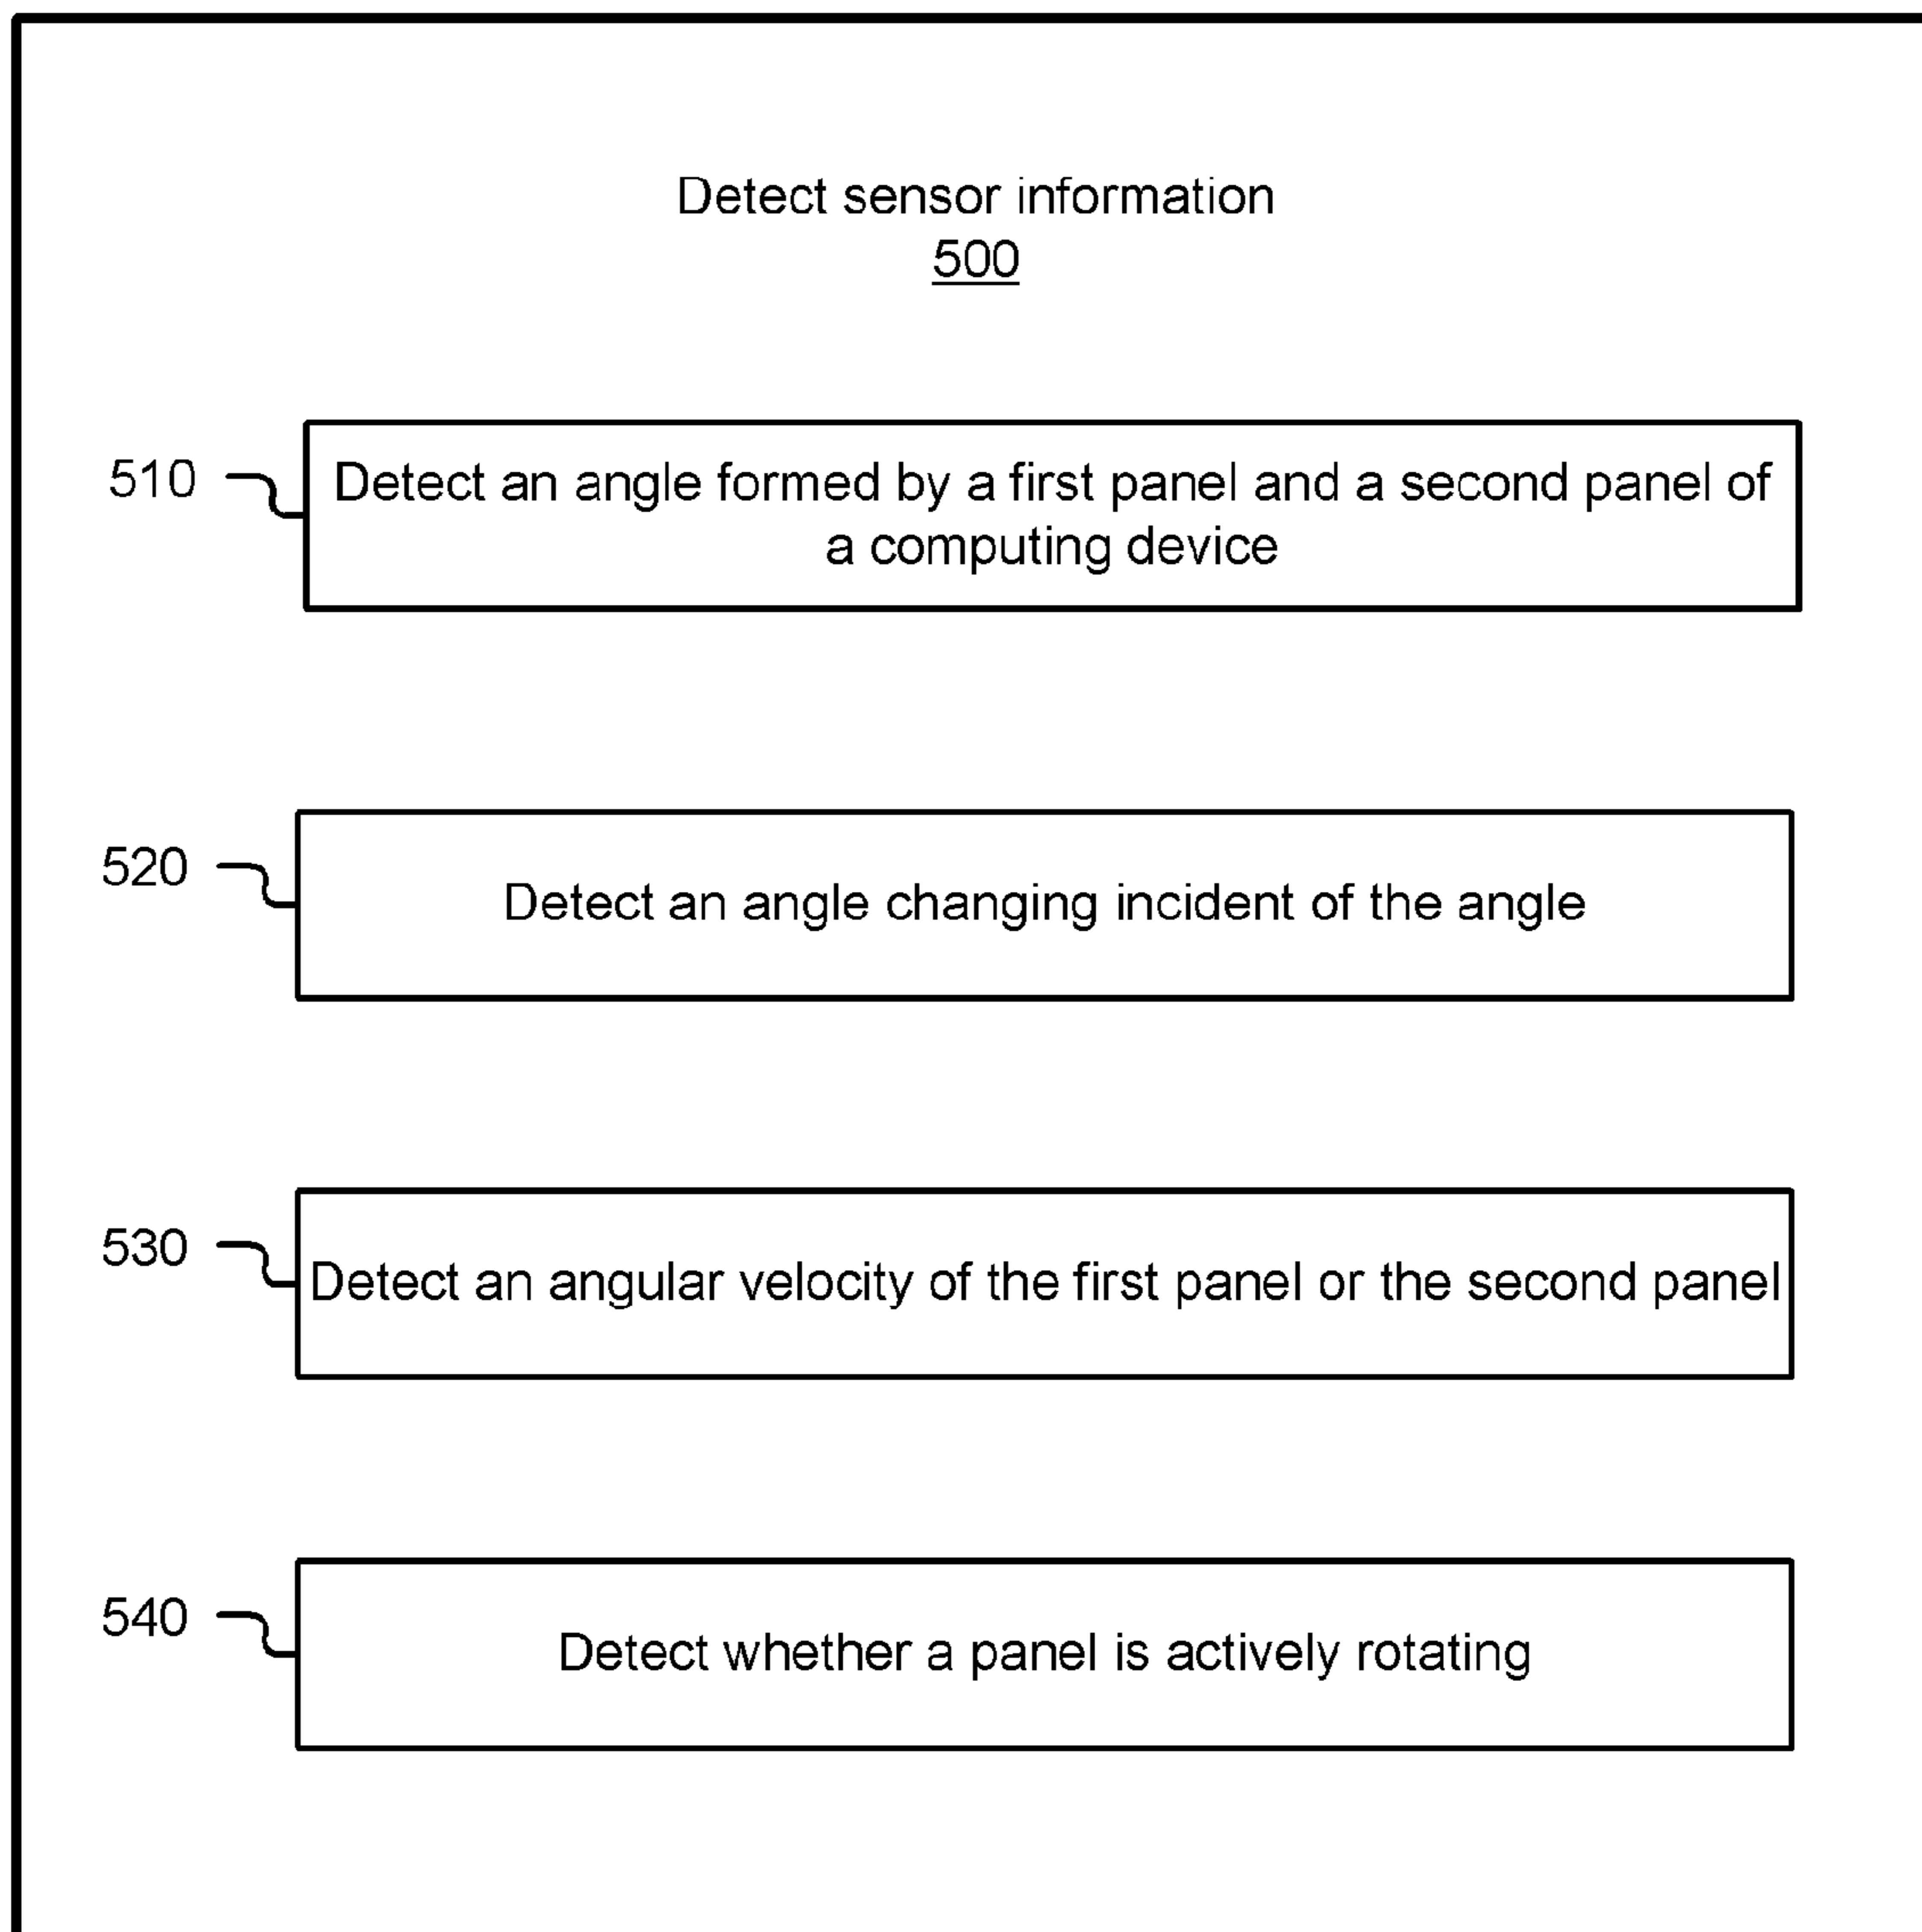 Detect sensor information
500
510
Detect an angle formed by a first panel and a second panel of
a computing device
520
Detect an angle changing incident of the angle
530
Detect an angular velocity of the first panel or the second panel
540
Detect whether a panel is actively rotating